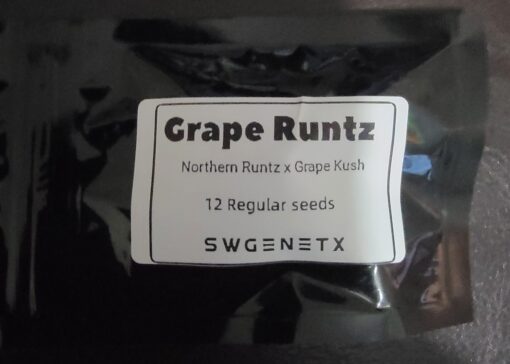 Grape Runtz
Northern Runtz x Grape Kush
12 Regular seeds
SWGENETX